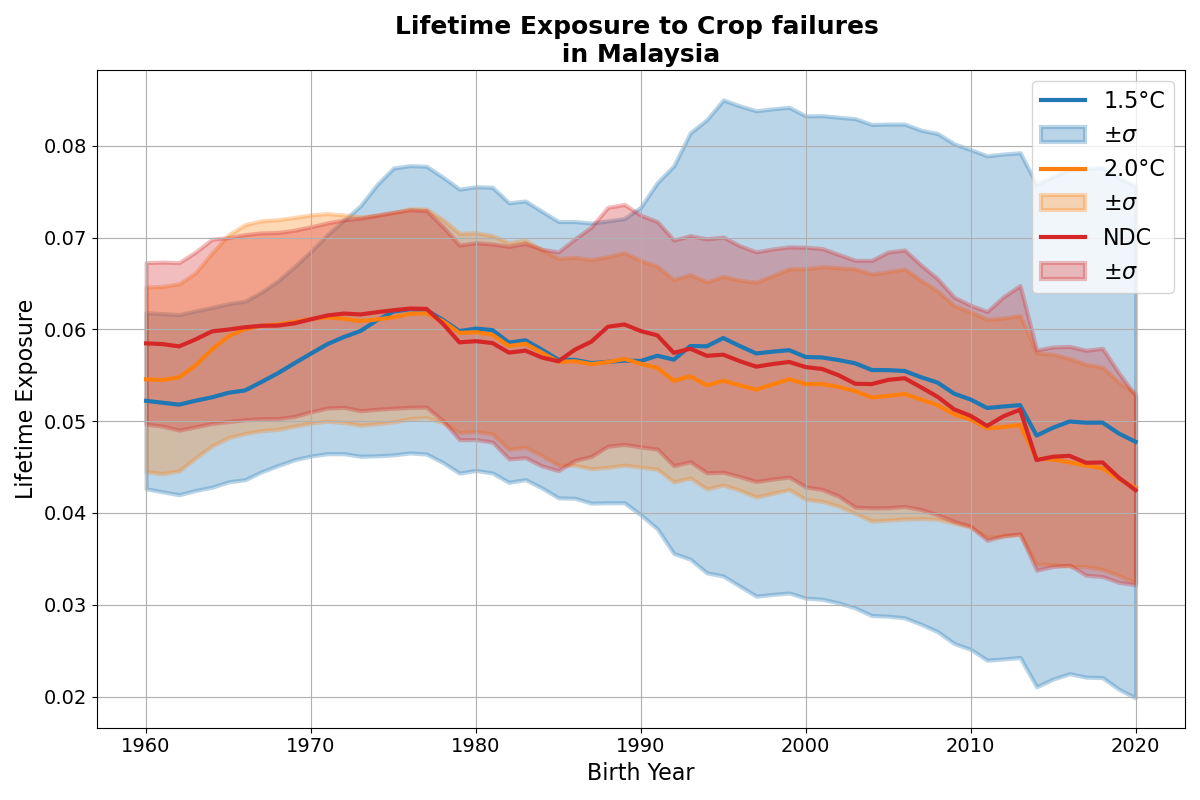 Lifetime Exposure to Crop failures
in Malaysia
1.5°C
±σ
2.0°C
±σ
NDC
±σ
Lifetime Exposure
0.08
0.07
0.06
0.05
0.04
0.03
0.02
1960 1970 1980 1990 2000 2010 2020
Birth Year